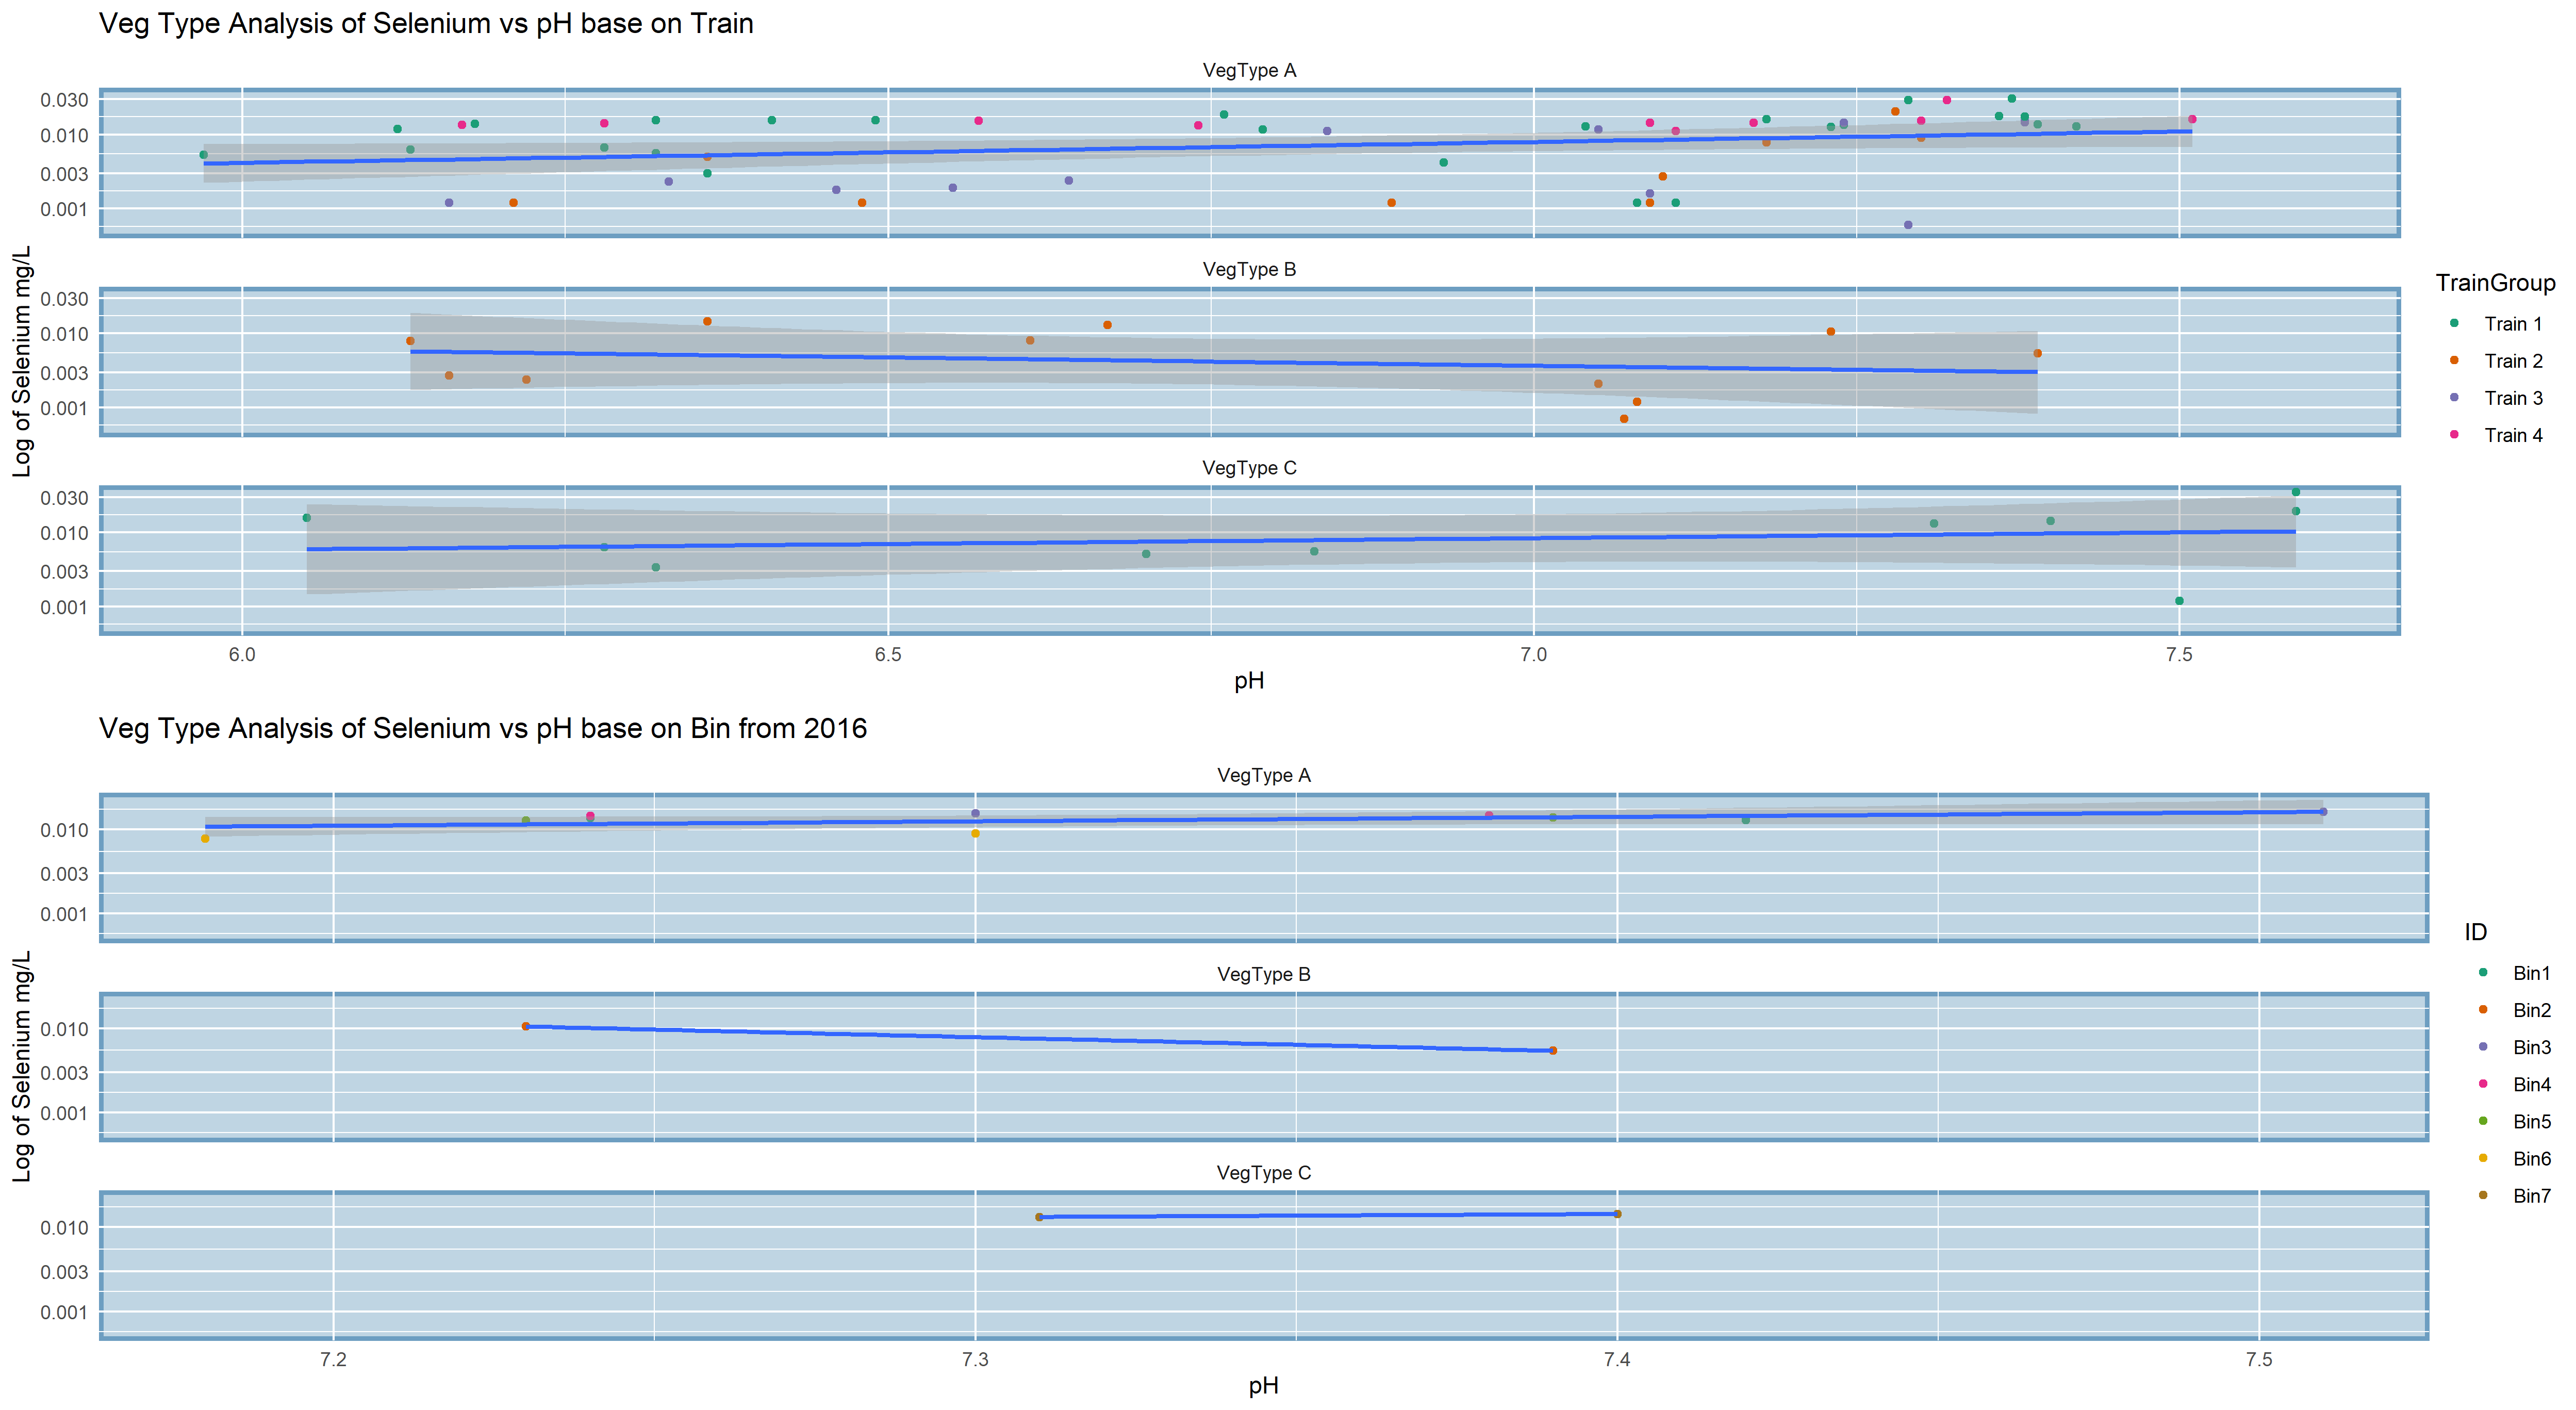 Veg Type Analysis of Selenium vs pH base on Train
VegType A
0.030
0.010
0.003
0.001
VegType B
0.030
0.010
0.003
0.001
VegType C
0.030
0.010
0.003
0.001
Log of Selenium mg/L
6.0 6.5 7.0 7.5
pH
TrainGroup
Train 1
Train 2
Train 3
Train 4
Veg Type Analysis of Selenium vs pH base on Bin from 2016
VegType A
0.010
0.003
0.001
VegType B
0.010
0.003
0.001
VegType C
0.010
0.003
0.001
Log of Selenium mg/L
7.2 7.3 7.4 7.5
pH
ID
Bin1
Bin2
Bin3
Bin4
Bin5
Bin6
Bin7